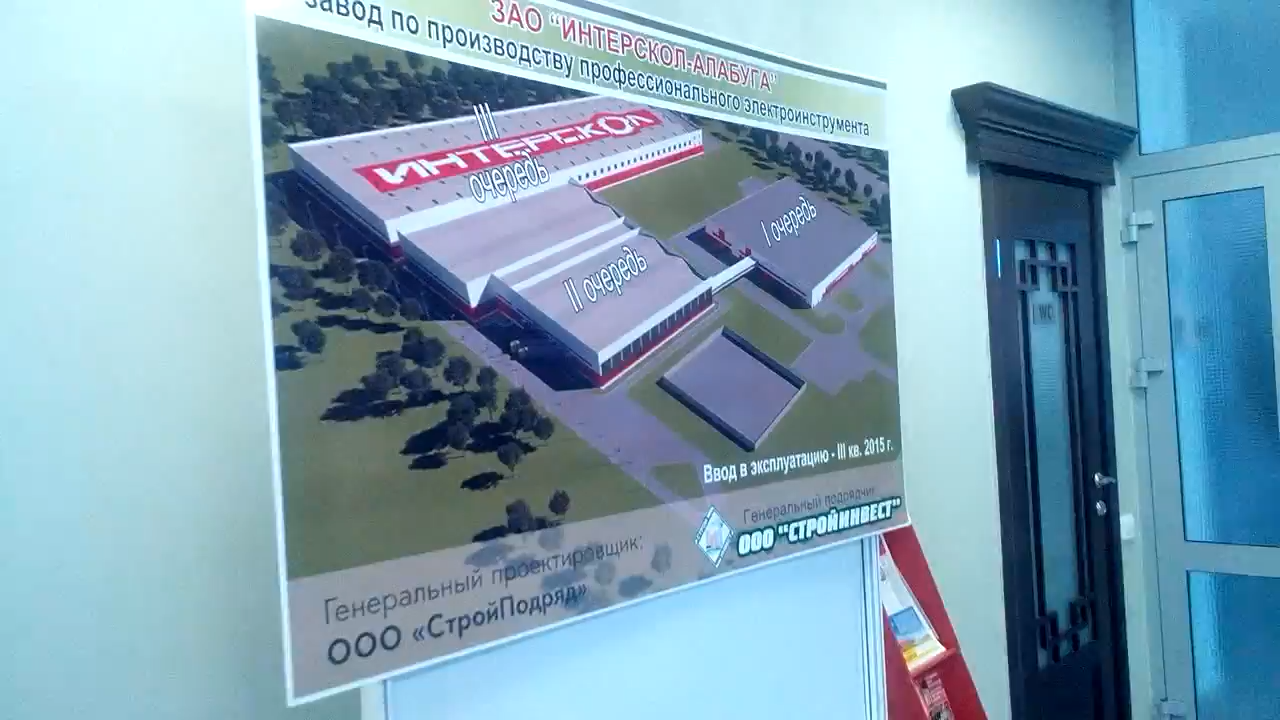 ЗАО “ИНТЕРСКОЛ-АЛАБУГА”
завод по производству профессионального электроинструмента
III
ИНТЕРСКОЛ
очередь
I очередь
II очередь
Ввод в эксплуатацию - III кв. 2015 г.
Генеральный подрядчик
ООО "СТРОЙИНВЕСТ"
Генеральный проектировщик:
ООО «СтройПодряд»
WC